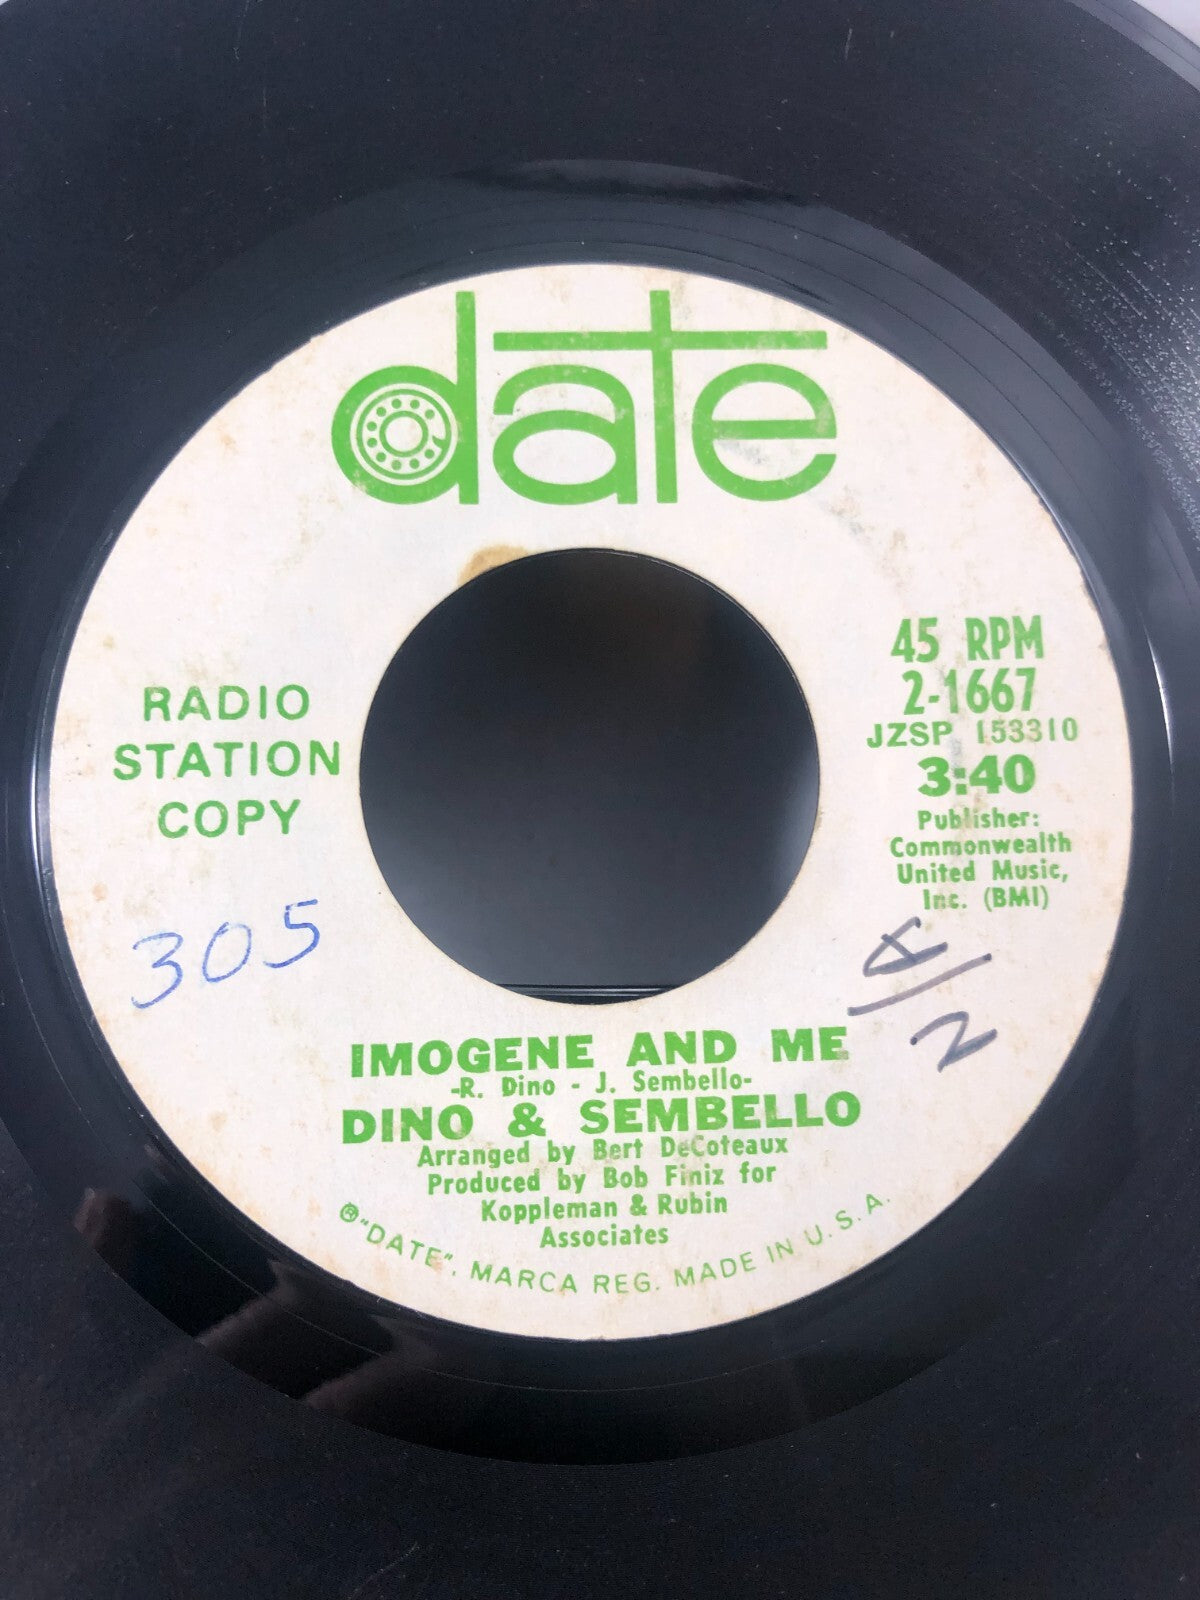 date
RADIO
STATION
COPY
45 RPM
2-1667
JZSP 153310
3:40
Publisher:
Commonwealth
United Music,
Inc. (BMI)
305
A/2
IMOGENE AND ME
-R. Dino - J. Sembello-
DINO & SEMBELLO
Arranged by Bert DeCoteaux
Produced by Bob Finiz for
Koppleman & Rubin
Associates
® "DATE", MARCA REG. MADE IN U.S.A.